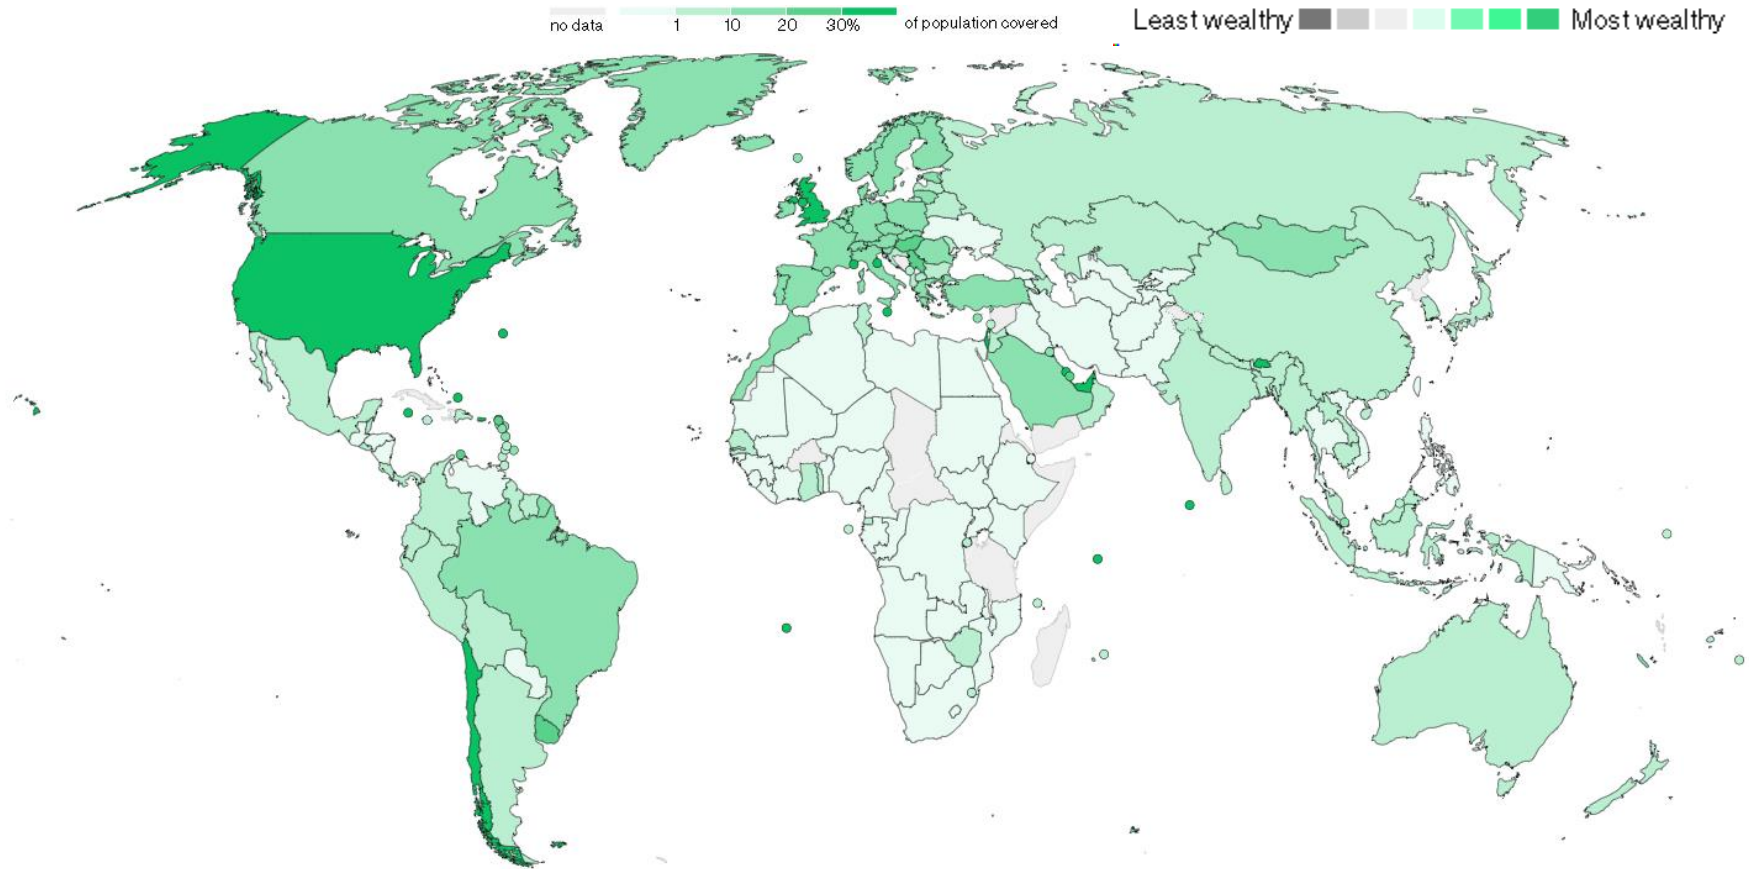 Least wealthy Most wealthy
no data 1 10 20 30% of population covered